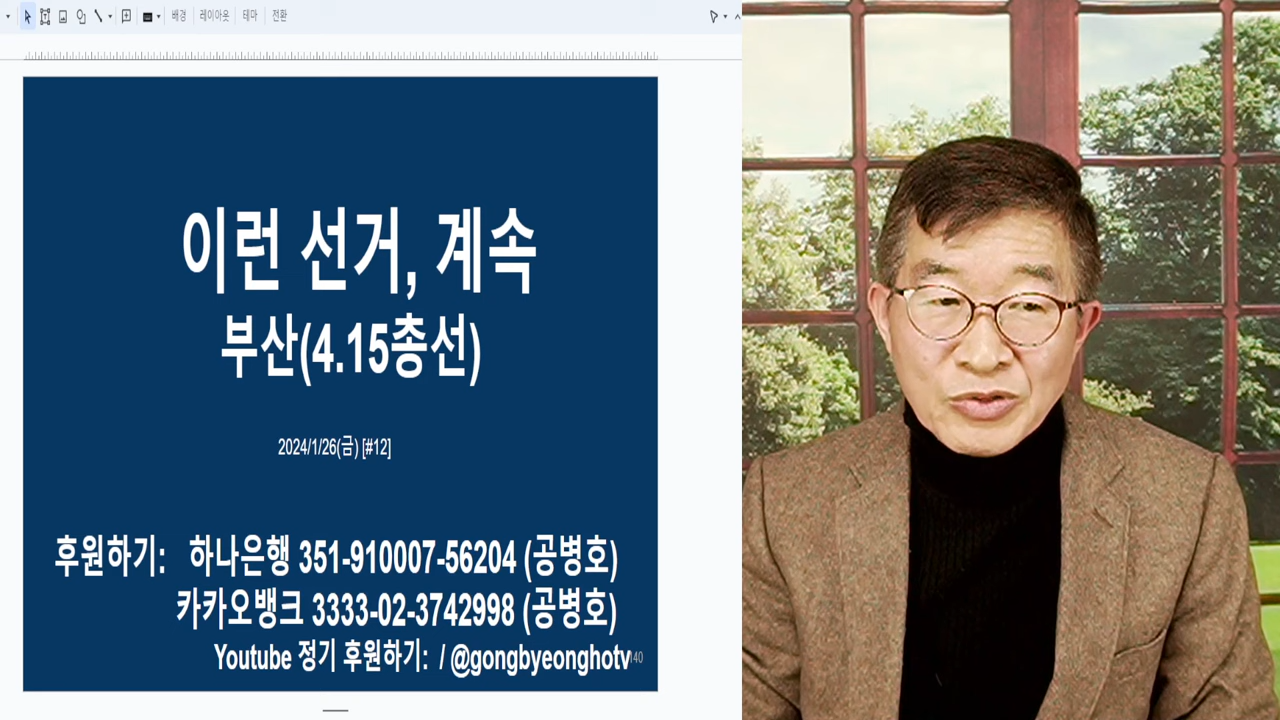 배경 레이아웃 테마 전환
이런 선거, 계속
부산(4.15총선)
2024/1/26(금) [#12]
후원하기: 하나은행 351-910007-56204 (공병호)
카카오뱅크 3333-02-3742998 (공병호)
Youtube 정기 후원하기: / @gongbyeonghotv
140